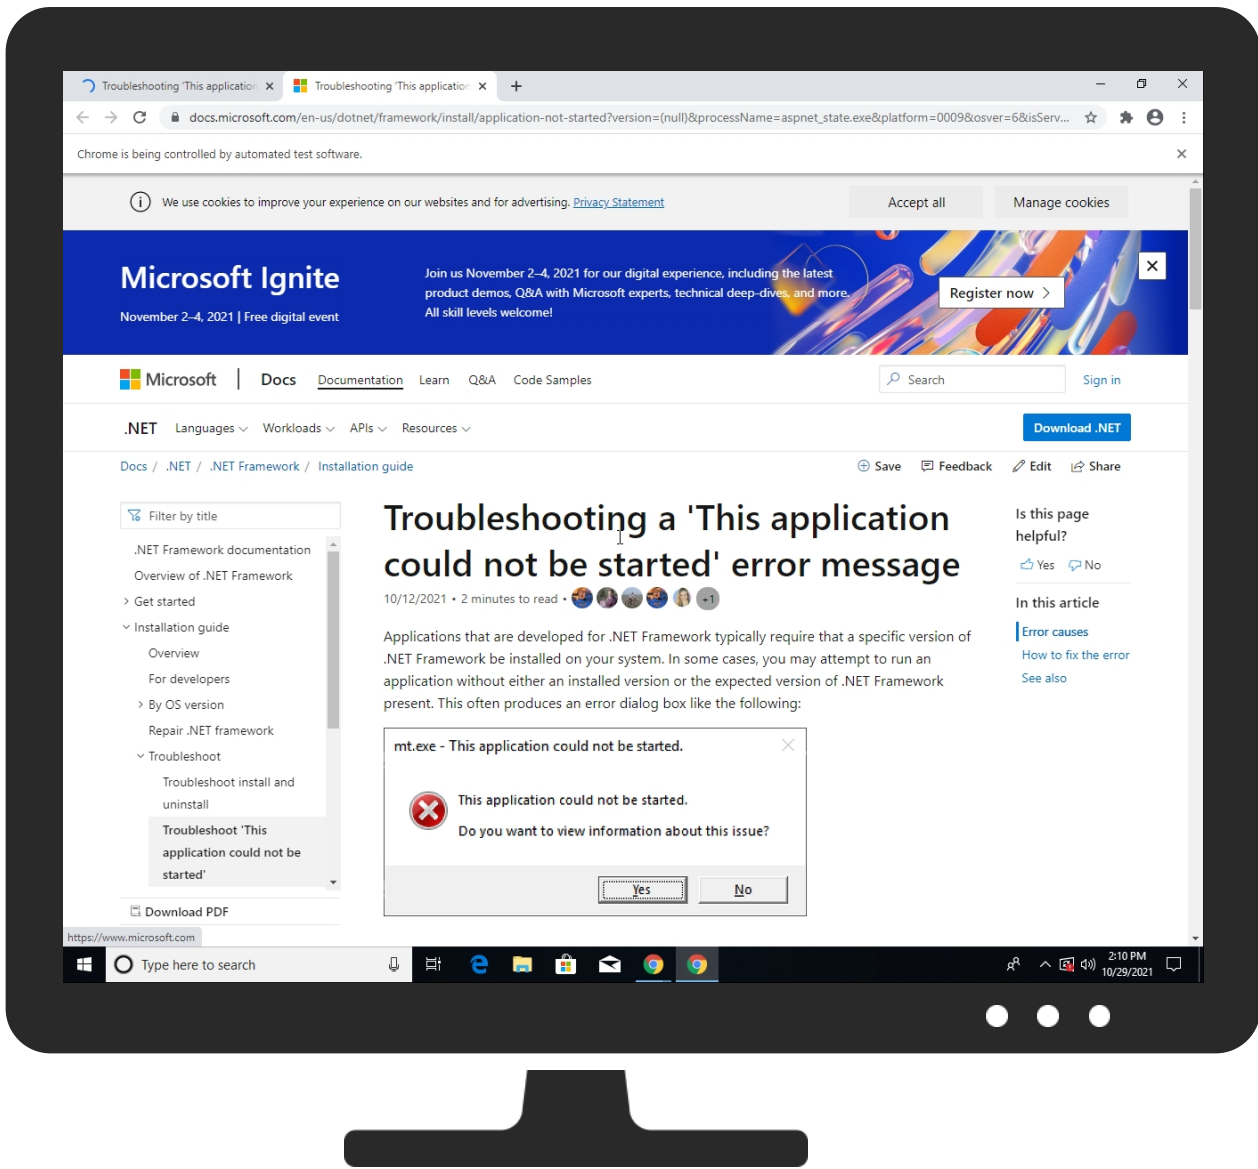 Troubleshooting 'This application
Troubleshooting 'This application
docs.microsoft.com/en-us/dotnet/framework/install/application-not-started?version=(null)&processName=aspnet_state.exe&platform=0009&osver=6&isServ...
Chrome is being controlled by automated test software.
We use cookies to improve your experience on our websites and for advertising. Privacy Statement
Accept all
Manage cookies
Microsoft Ignite
November 2–4, 2021 | Free digital event
Join us November 2–4, 2021 for our digital experience, including the latest
product demos, Q&A with Microsoft experts, technical deep-dives, and more.
All skill levels welcome!
Register now
Microsoft
Docs
Documentation
Learn
Q&A
Code Samples
Search
Sign in
.NET
Languages
Workloads
APIs
Resources
Download .NET
Docs / .NET / .NET Framework / Installation guide
Save
Feedback
Edit
Share
Filter by title
.NET Framework documentation
Overview of .NET Framework
Get started
Installation guide
Overview
For developers
By OS version
Repair .NET framework
Troubleshoot
Troubleshoot install and
uninstall
Troubleshoot 'This
application could not be
started'
Download PDF
Troubleshooting a 'This application
could not be started' error message
10/12/2021 • 2 minutes to read •
+1
Applications that are developed for .NET Framework typically require that a specific version of
.NET Framework be installed on your system. In some cases, you may attempt to run an
application without either an installed version or the expected version of .NET Framework
present. This often produces an error dialog box like the following:
mt.exe - This application could not be started.
This application could not be started.
Do you want to view information about this issue?
Yes
No
Is this page
helpful?
Yes
No
In this article
Error causes
How to fix the error
See also
https://www.microsoft.com
Type here to search
2:10 PM
10/29/2021